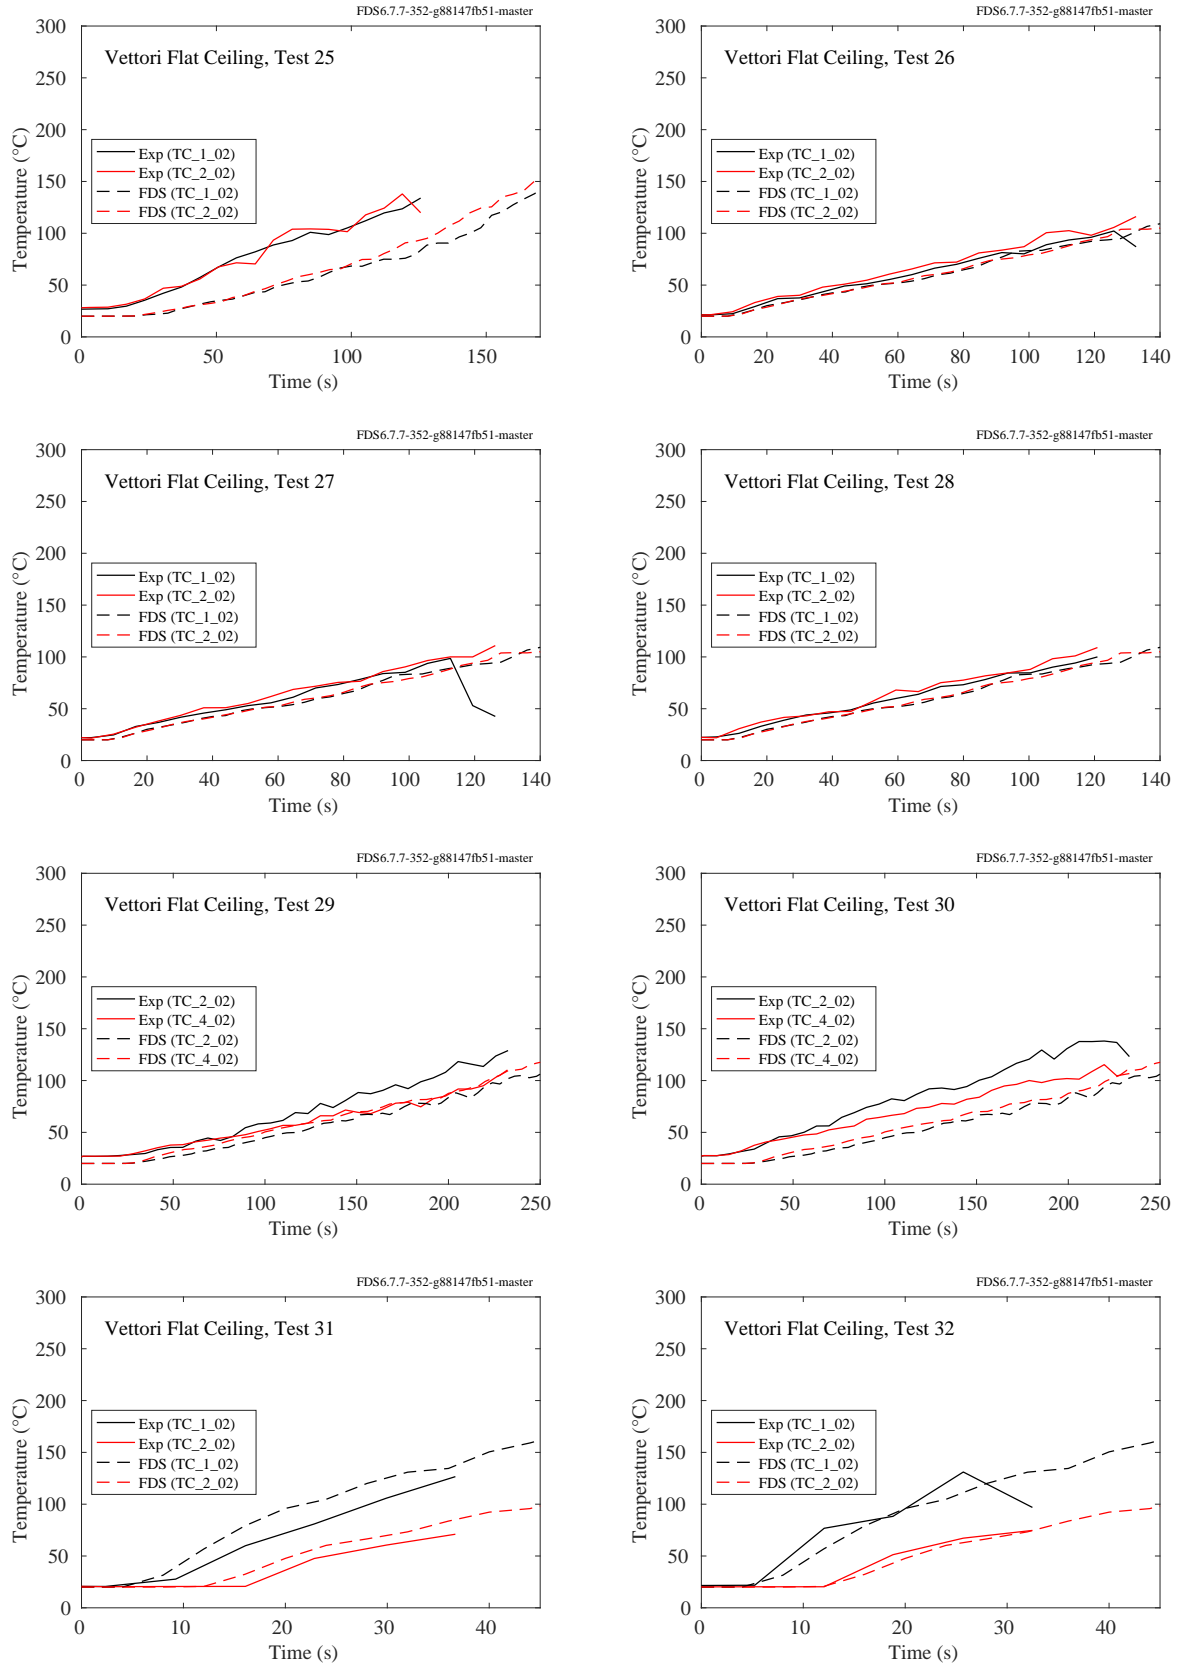 FDS6.7.7-352-g88147fb51-master
Vettori Flat Ceiling, Test 25
Temperature (°C)
300
250
200
150
100
50
0
Exp (TC_1_02)
Exp (TC_2_02)
FDS (TC_1_02)
FDS (TC_2_02)
0 50 100 150
Time (s)
FDS6.7.7-352-g88147fb51-master
Vettori Flat Ceiling, Test 26
Temperature (°C)
300
250
200
150
100
50
0
Exp (TC_1_02)
Exp (TC_2_02)
FDS (TC_1_02)
FDS (TC_2_02)
0 20 40 60 80 100 120 140
Time (s)
FDS6.7.7-352-g88147fb51-master
Vettori Flat Ceiling, Test 27
Temperature (°C)
300
250
200
150
100
50
0
Exp (TC_1_02)
Exp (TC_2_02)
FDS (TC_1_02)
FDS (TC_2_02)
0 20 40 60 80 100 120 140
Time (s)
FDS6.7.7-352-g88147fb51-master
Vettori Flat Ceiling, Test 28
Temperature (°C)
300
250
200
150
100
50
0
Exp (TC_1_02)
Exp (TC_2_02)
FDS (TC_1_02)
FDS (TC_2_02)
0 20 40 60 80 100 120 140
Time (s)
FDS6.7.7-352-g88147fb51-master
Vettori Flat Ceiling, Test 29
Temperature (°C)
300
250
200
150
100
50
0
Exp (TC_2_02)
Exp (TC_4_02)
FDS (TC_2_02)
FDS (TC_4_02)
0 50 100 150 200 250
Time (s)
FDS6.7.7-352-g88147fb51-master
Vettori Flat Ceiling, Test 30
Temperature (°C)
300
250
200
150
100
50
0
Exp (TC_2_02)
Exp (TC_4_02)
FDS (TC_2_02)
FDS (TC_4_02)
0 50 100 150 200 250
Time (s)
FDS6.7.7-352-g88147fb51-master
Vettori Flat Ceiling, Test 31
Temperature (°C)
300
250
200
150
100
50
0
Exp (TC_1_02)
Exp (TC_2_02)
FDS (TC_1_02)
FDS (TC_2_02)
0 10 20 30 40
Time (s)
FDS6.7.7-352-g88147fb51-master
Vettori Flat Ceiling, Test 32
Temperature (°C)
300
250
200
150
100
50
0
Exp (TC_1_02)
Exp (TC_2_02)
FDS (TC_1_02)
FDS (TC_2_02)
0 10 20 30 40
Time (s)